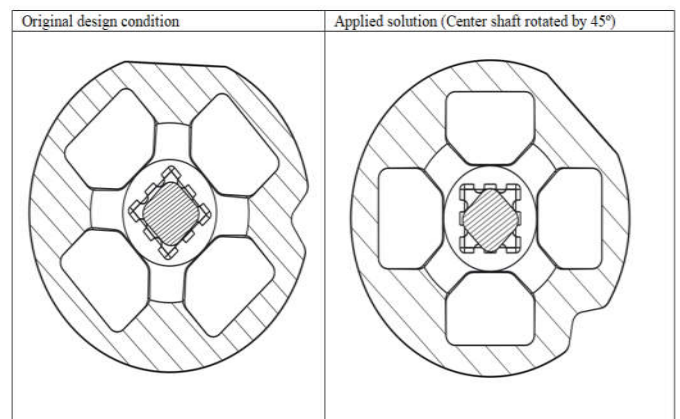 Original design condition
Applied solution (Center shaft rotated by 45º)